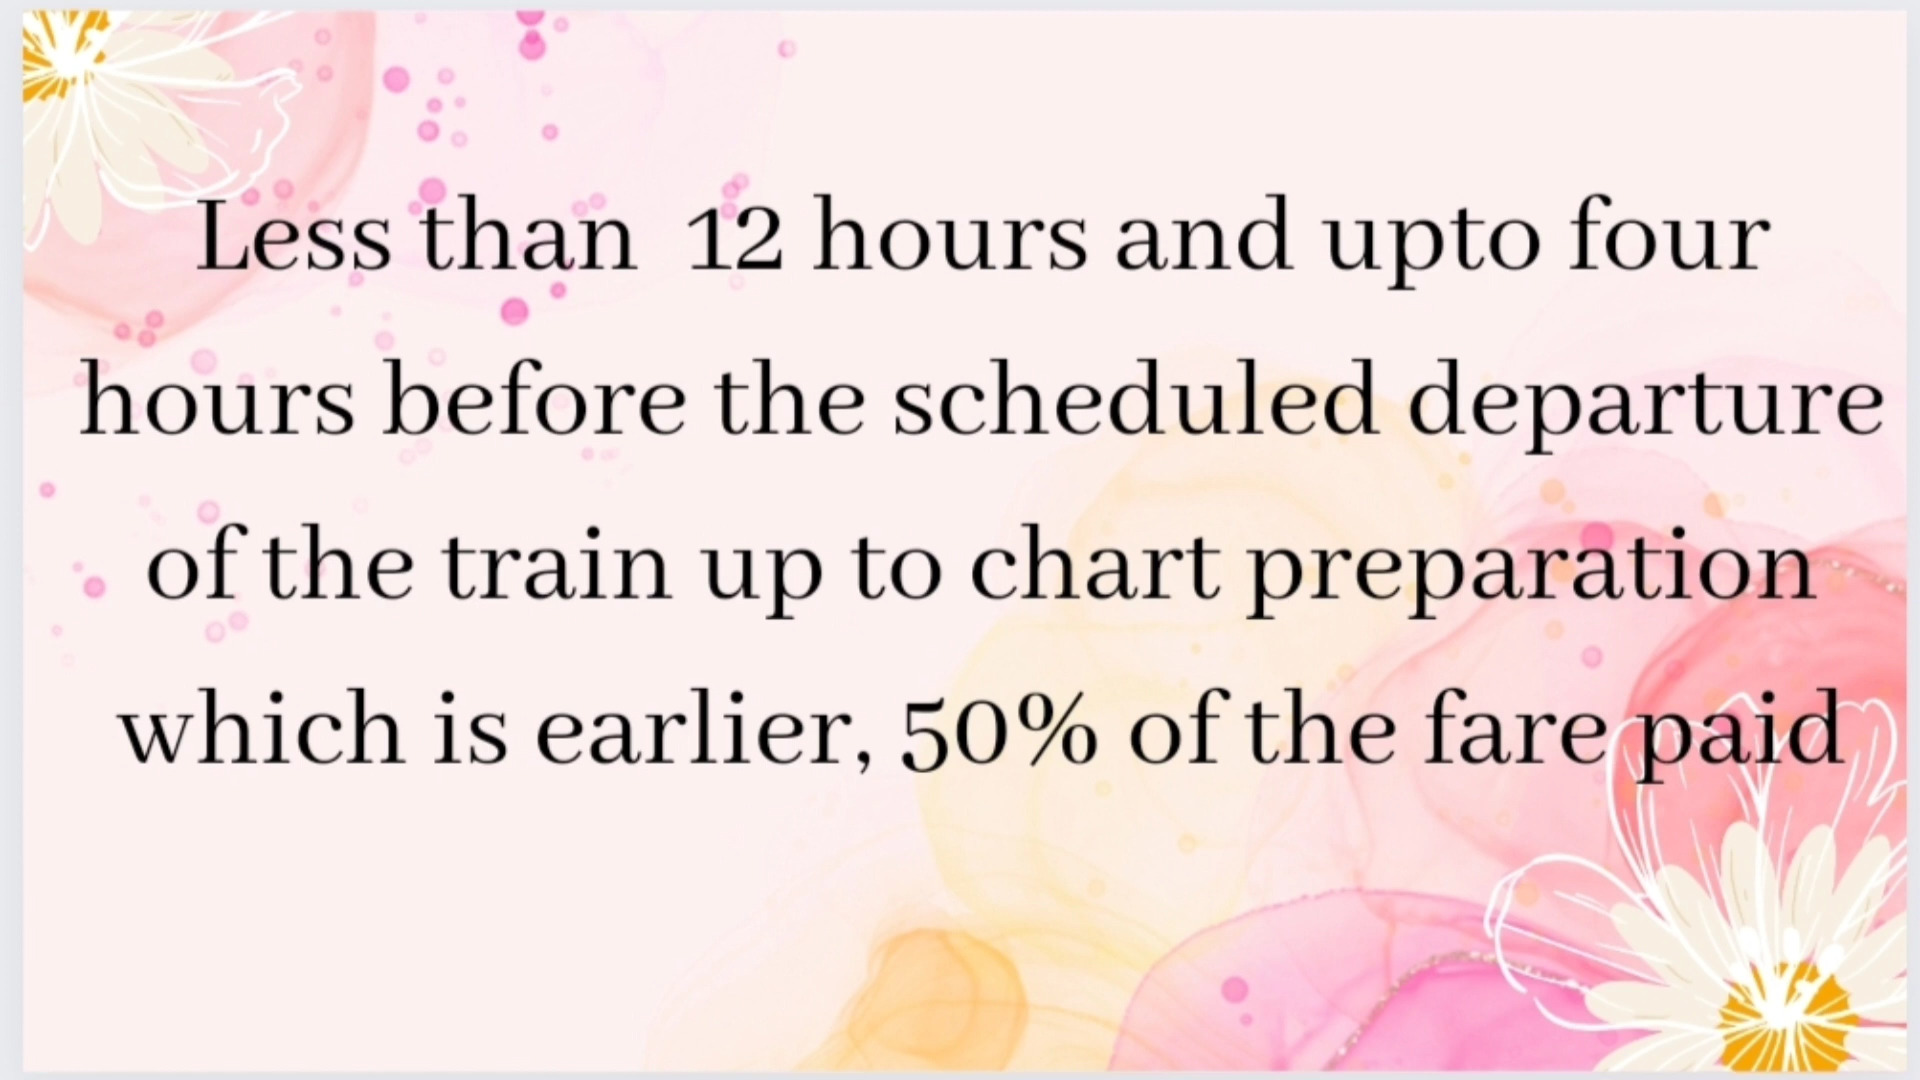 Less than  12 hours and upto four
hours before the scheduled departure
of the train up to chart preparation
which is earlier, 50% of the fare paid